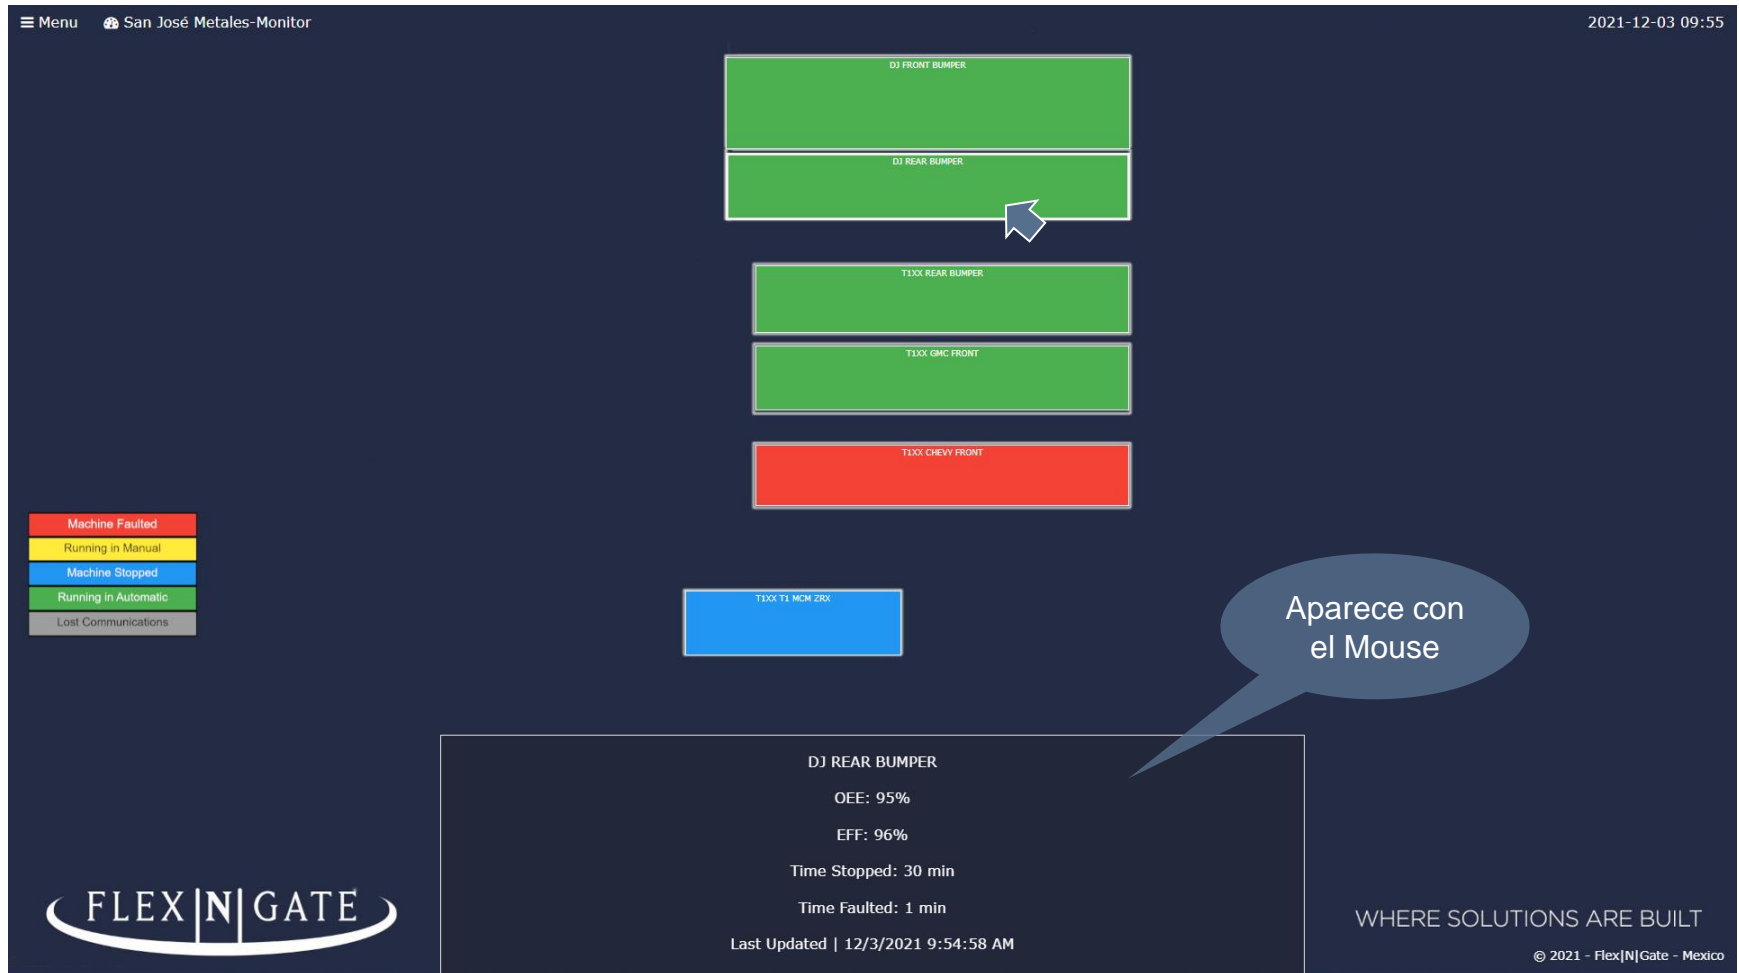 Menu San José Metales-Monitor
2021-12-03 09:55
DJ FRONT BUMPER
DJ REAR BUMPER
T1XX REAR BUMPER
T1XX GMC FRONT
T1XX CHEVY FRONT
Machine Faulted
Running in Manual
Machine Stopped
Running in Automatic
Lost Communications
T1XX T1 MCM ZRX
Aparece con
el Mouse
DJ REAR BUMPER
OEE: 95%
EFF: 96%
Time Stopped: 30 min
Time Faulted: 1 min
Last Updated | 12/3/2021 9:54:58 AM
FLEX|N|GATE
WHERE SOLUTIONS ARE BUILT
© 2021 - Flex|N|Gate - Mexico